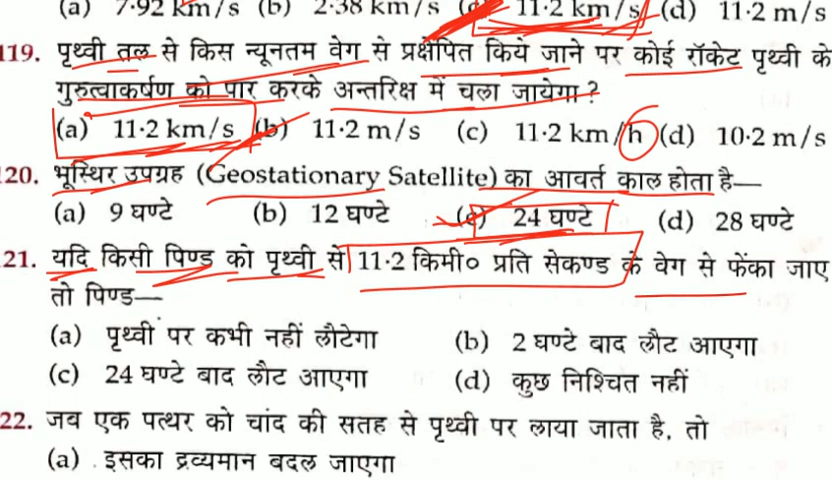 (a) 7·92 km/s (b) 2·38 km/s (c) 11·2 km/s (d) 11·2 m/s
119. पृथ्वी तल से किस न्यूनतम वेग से प्रक्षेपित किये जाने पर कोई रॉकेट पृथ्वी के
गुरुत्वाकर्षण को पार करके अन्तरिक्ष में चला जायेगा ?
(a) 11·2 km/s (b) 11·2 m/s (c) 11·2 km/h (d) 10·2 m/s
20. भूस्थिर उपग्रह (Geostationary Satellite) का आवर्त काल होता है—
(a) 9 घण्टे (b) 12 घण्टे (c) 24 घण्टे (d) 28 घण्टे
21. यदि किसी पिण्ड को पृथ्वी से 11·2 किमी० प्रति सेकण्ड के वेग से फेंका जाए
तो पिण्ड—
(a) पृथ्वी पर कभी नहीं लौटेगा (b) 2 घण्टे बाद लौट आएगा
(c) 24 घण्टे बाद लौट आएगा (d) कुछ निश्चित नहीं
22. जब एक पत्थर को चांद की सतह से पृथ्वी पर लाया जाता है, तो
(a) इसका द्रव्यमान बदल जाएगा